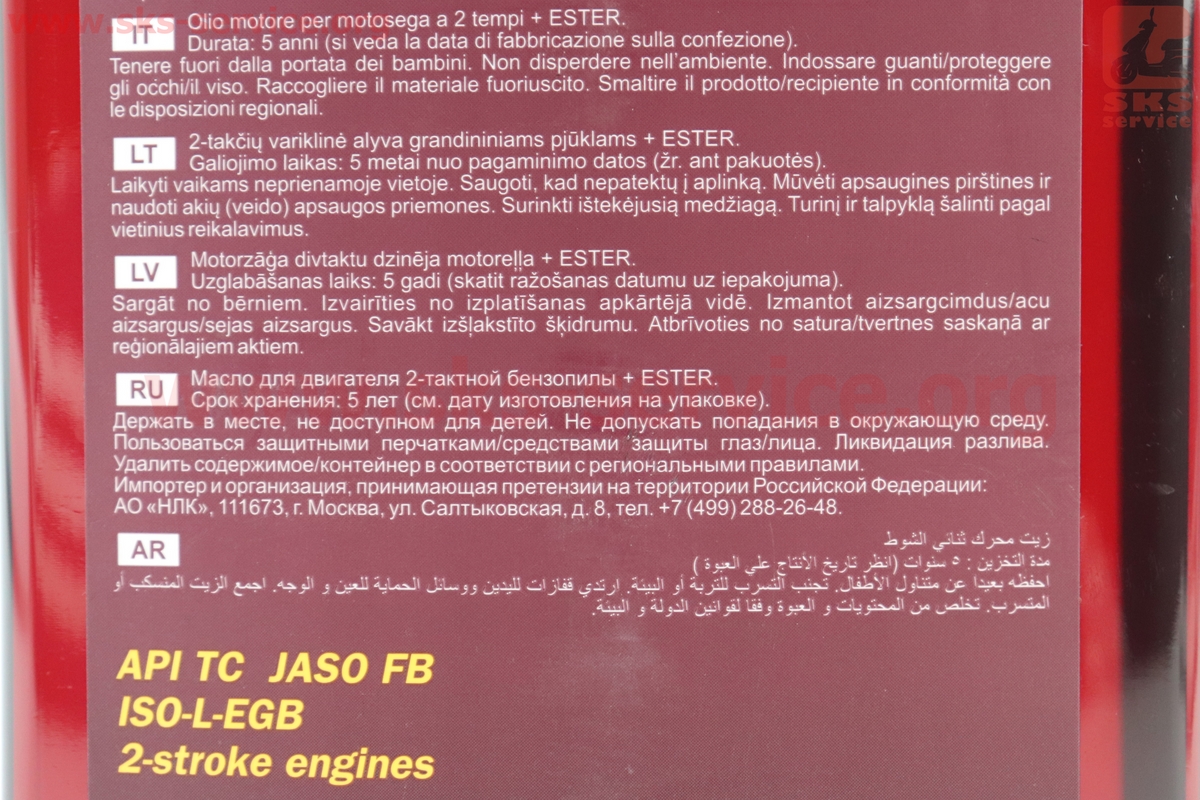 www.sks-service.org
SKS
service
IT
Olio motore per motosega a 2 tempi + ESTER.
Durata: 5 anni (si veda la data di fabbricazione sulla confezione).
Tenere fuori dalla portata dei bambini. Non disperdere nell'ambiente. Indossare guanti/proteggere
gli occhi/il viso. Raccogliere il materiale fuoriuscito. Smaltire il prodotto/recipiente in conformità con
le disposizioni regionali.
LT
2-takčių variklinė alyva grandininiams pjūklams + ESTER.
Galiojimo laikas: 5 metai nuo pagaminimo datos (žr. ant pakuotės).
Laikyti vaikams neprienamoje vietoje. Saugoti, kad nepatektų į aplinką. Mūvėti apsaugines pirštines ir
naudoti akių (veido) apsaugos priemones. Surinkti ištekėjusią medžiagą. Turinį ir talpyklą šalinti pagal
vietinius reikalavimus.
LV
Motorzāģa divtaktu dzinēja motoreļļa + ESTER.
Uzglabāšanas laiks: 5 gadi (skatit ražošanas datumu uz iepakojuma).
Sargāt no bērniem. Izvairīties no izplatīšanas apkārtējā vidē. Izmantot aizsargcimdus/acu
aizsargus/sejas aizsargus. Savākt izšļakstīto šķidrumu. Atbrīvoties no satura/tvertnes saskaņā ar
reģionālajiem aktiem.
RU
Масло для двигателя 2-тактной бензопилы + ESTER.
Срок хранения: 5 лет (см. дату изготовления на упаковке).
Держать в месте, не доступном для детей. Не допускать попадания в окружающую среду.
Пользоваться защитными перчатками/средствами защиты глаз/лица. Ликвидация разлива.
Удалить содержимое/контейнер в соответствии с региональными правилами.
Импортер и организация, принимающая претензии на территории Российской Федерации:
АО «НЛК», 111673, г. Москва, ул. Салтыковская, д. 8, тел. +7 (499) 288-26-48.
AR
زيت محرك ثنائي الشوط
مدة التخزين : ٥ سنوات (انظر تاريخ الأنتاج علي العبوة )
احفظه بعيدا عن متناول الأطفال. تجنب التسرب للتربة أو البيئة. ارتدي قفازات لليدين ووسائل الحماية للعين و الوجه. اجمع الزيت المنسكب أو
المتسرب. تخلص من المحتويات و العبوة وفقا لقوانين الدولة و البيئة.
API TC JASO FB
ISO-L-EGB
2-stroke engines